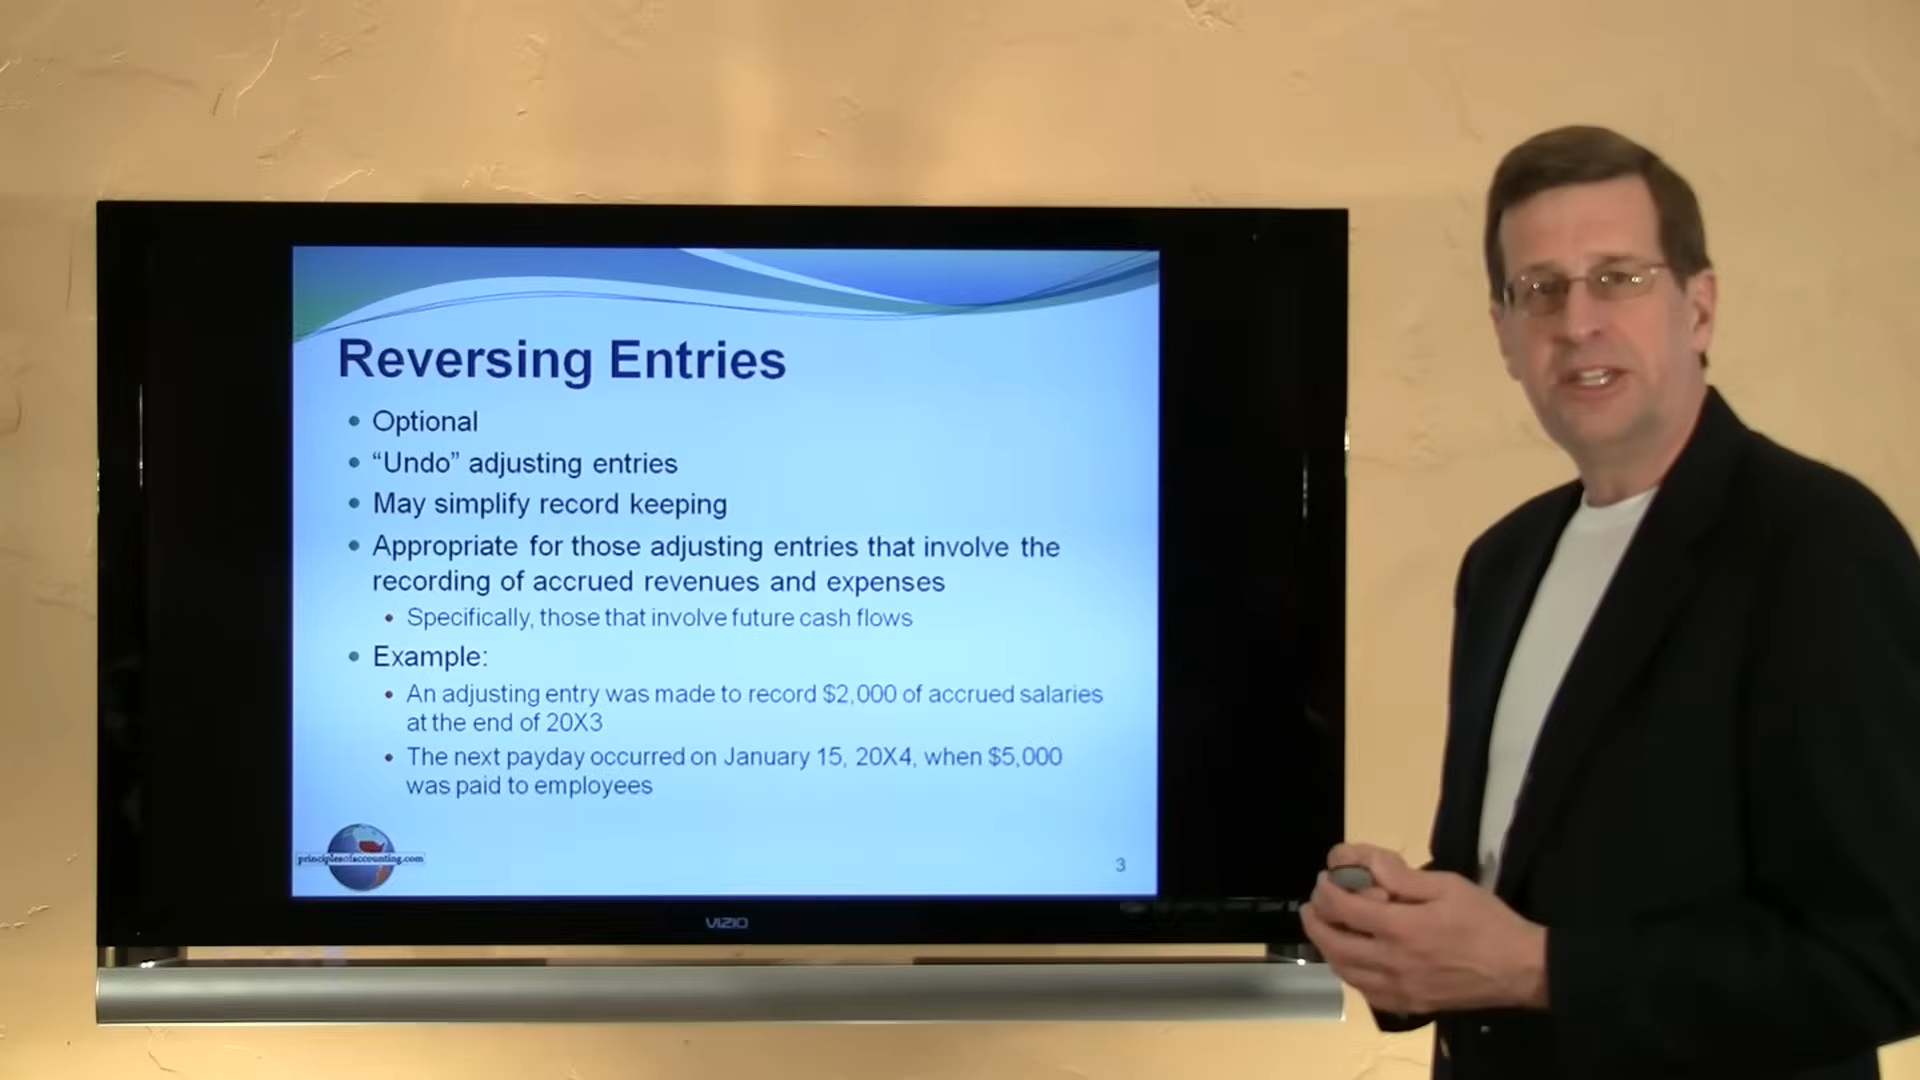 Reversing Entries
• Optional
• “Undo” adjusting entries
• May simplify record keeping
• Appropriate for those adjusting entries that involve the
recording of accrued revenues and expenses
• Specifically, those that involve future cash flows
• Example:
• An adjusting entry was made to record $2,000 of accrued salaries
at the end of 20X3
• The next payday occurred on January 15, 20X4, when $5,000
was paid to employees
principlesofaccounting.com
3
VIZIO